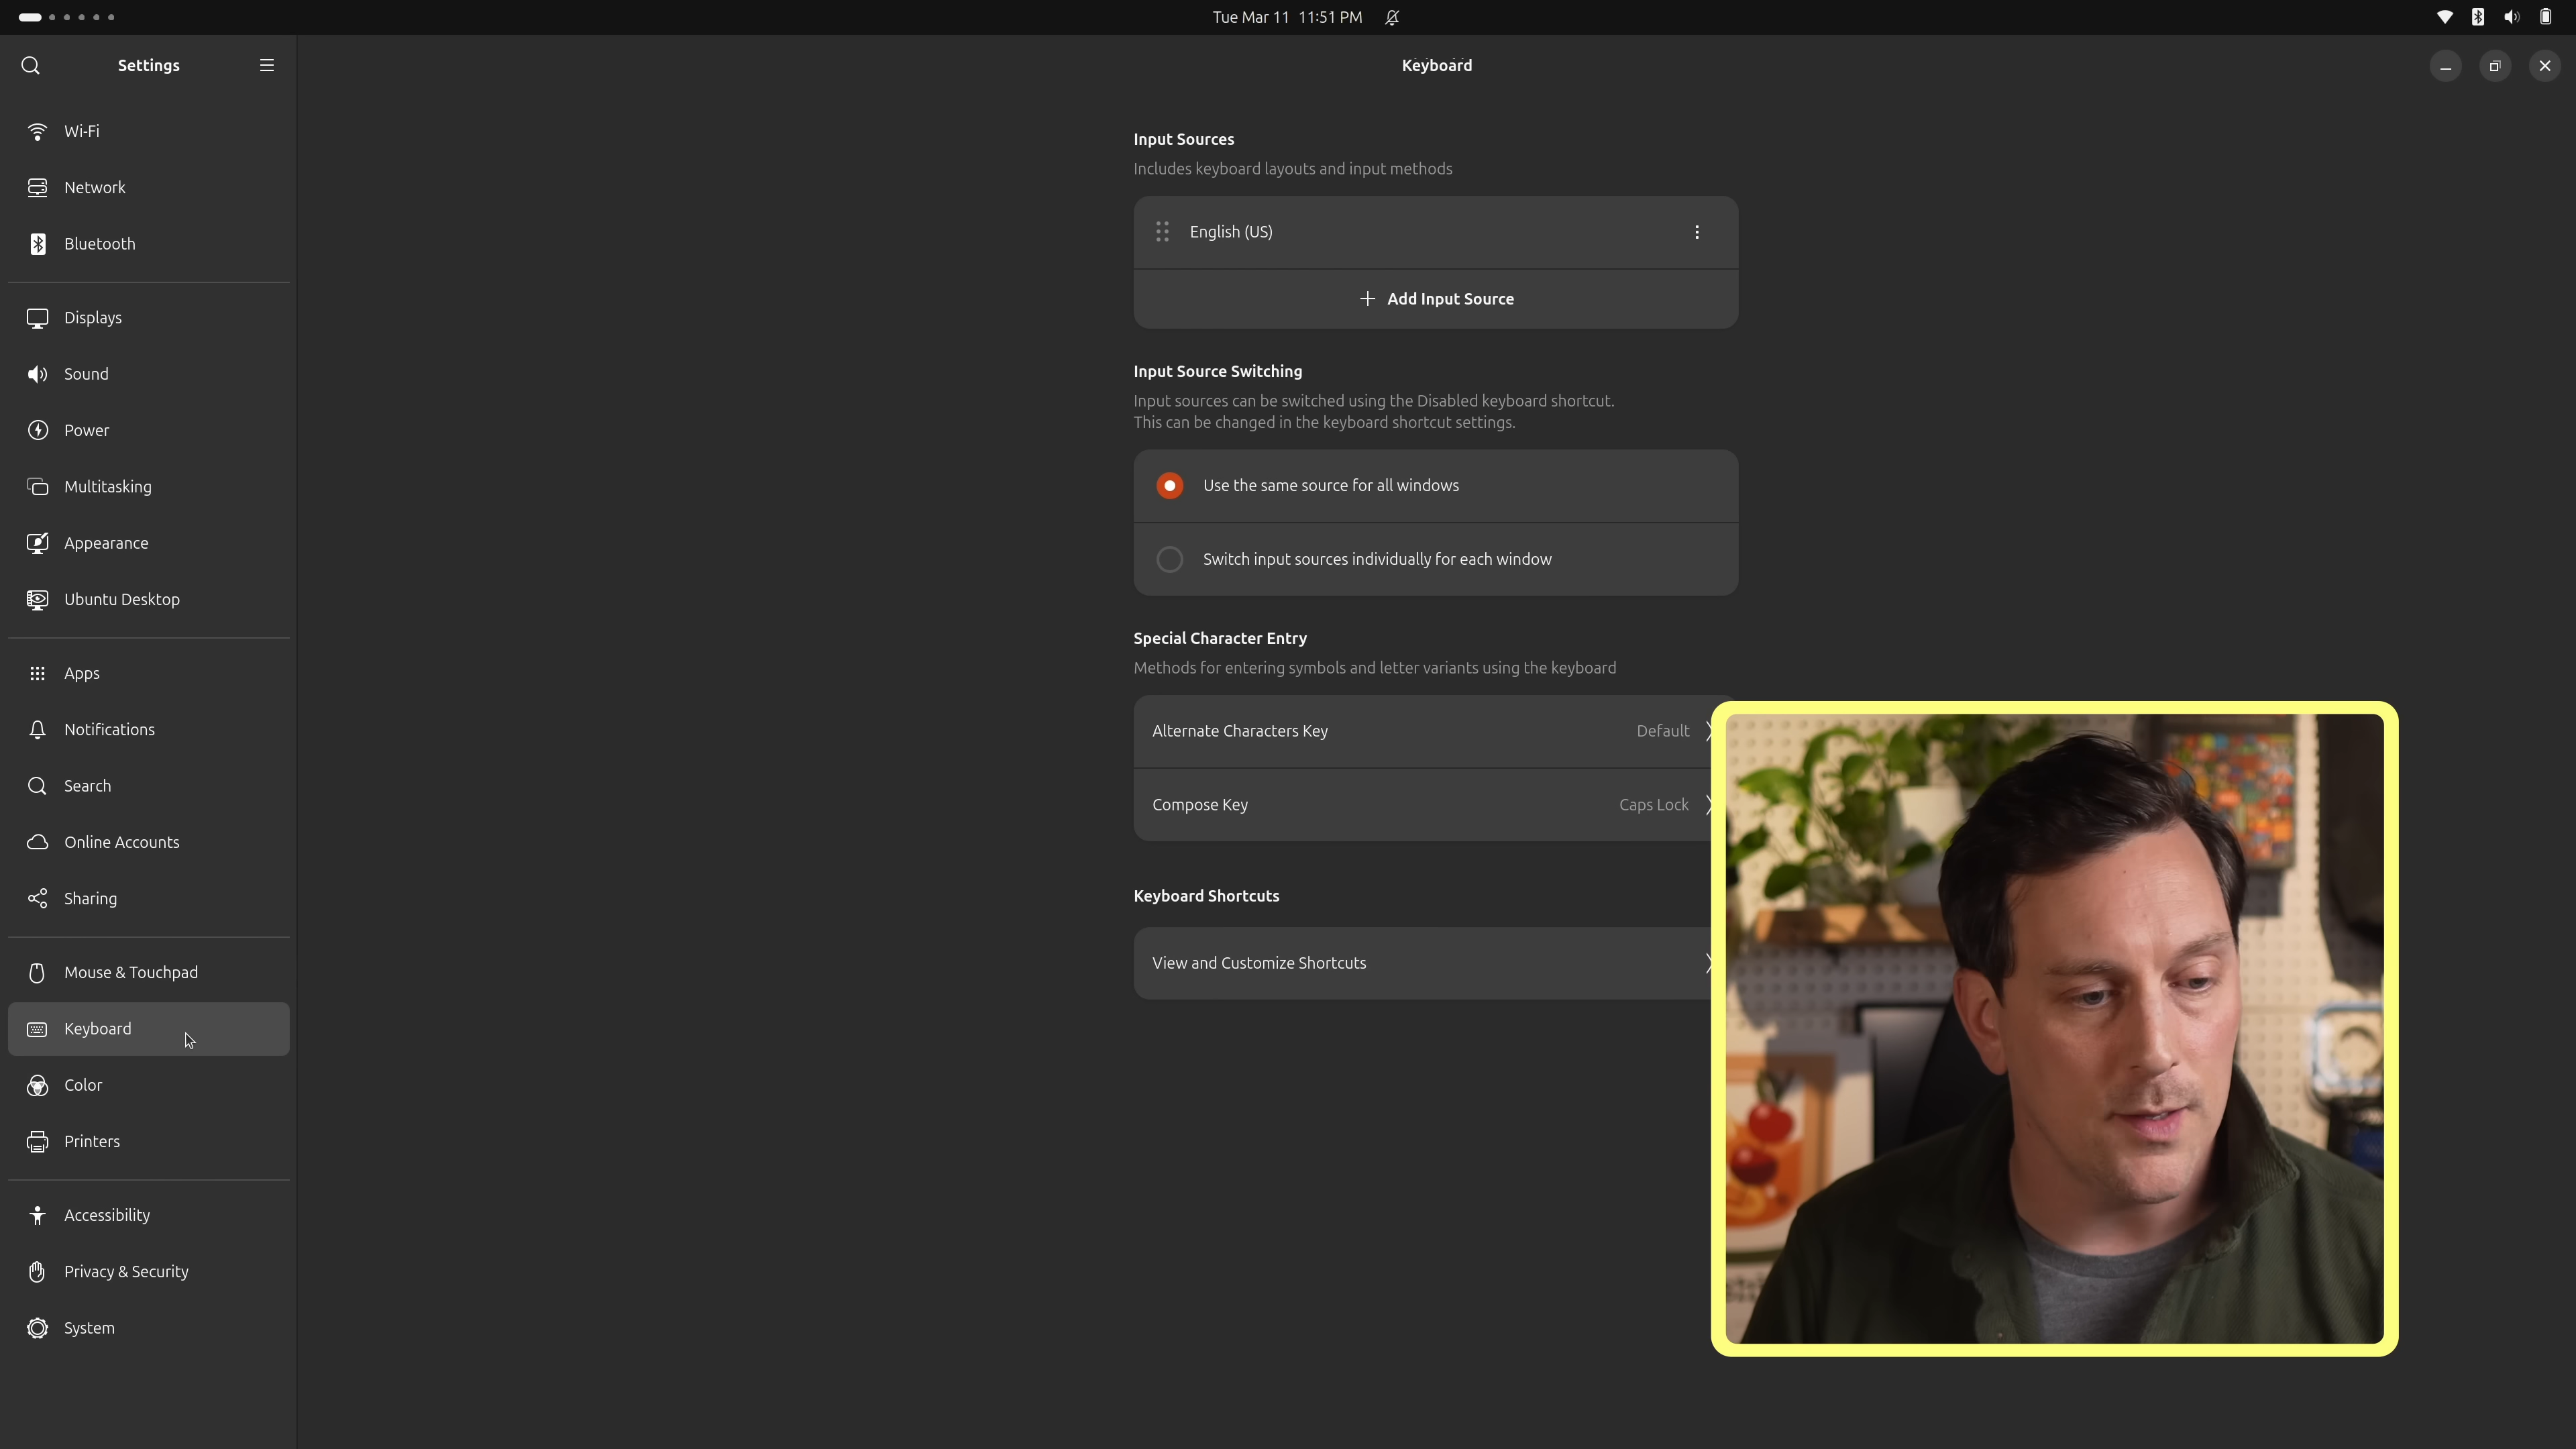 Tue Mar 11 11:51 PM
Settings
Keyboard
Wi-Fi
Network
Bluetooth
Displays
Sound
Power
Multitasking
Appearance
Ubuntu Desktop
Apps
Notifications
Search
Online Accounts
Sharing
Mouse & Touchpad
Keyboard
Color
Printers
Accessibility
Privacy & Security
System
Input Sources
Includes keyboard layouts and input methods
English (US)
Add Input Source
Input Source Switching
Input sources can be switched using the Disabled keyboard shortcut.
This can be changed in the keyboard shortcut settings.
Use the same source for all windows
Switch input sources individually for each window
Special Character Entry
Methods for entering symbols and letter variants using the keyboard
Alternate Characters Key Default
Compose Key Caps Lock
Keyboard Shortcuts
View and Customize Shortcuts